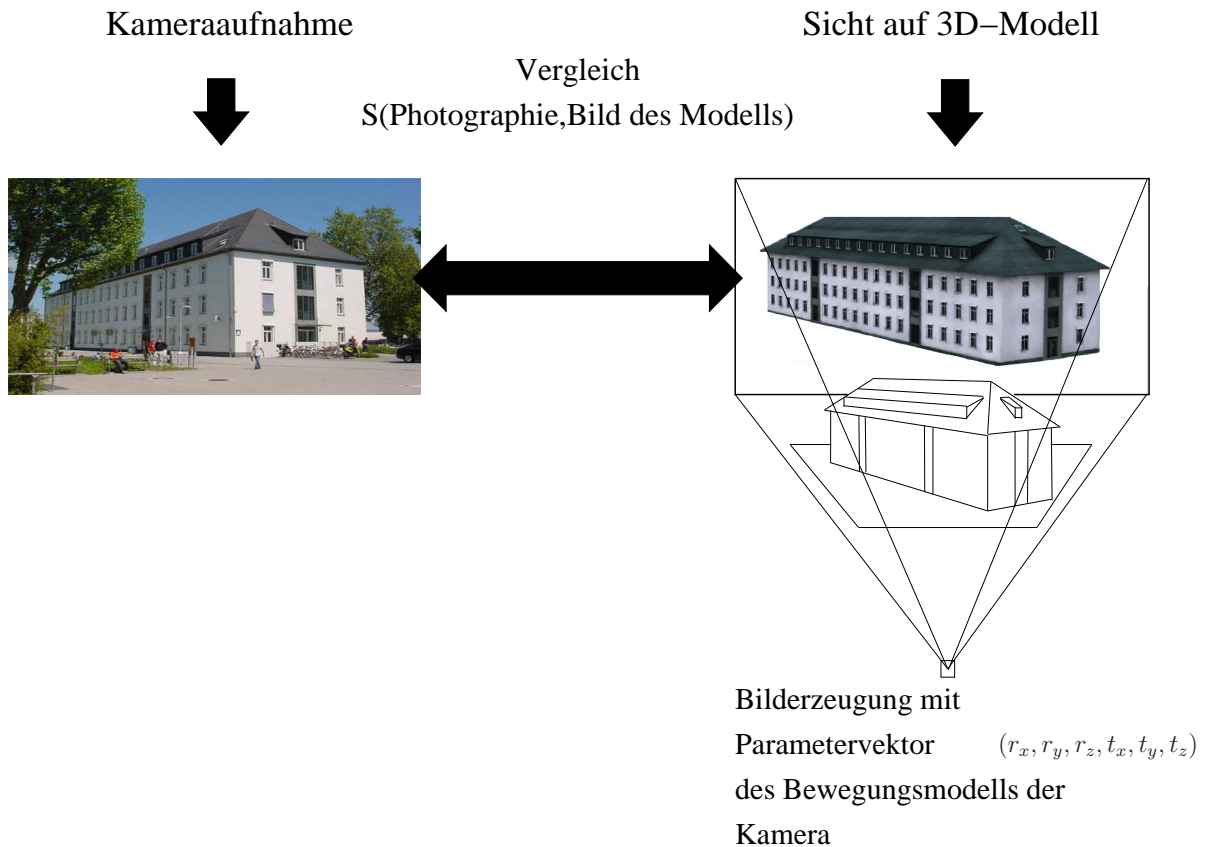 Kameraaufnahme
Sicht auf 3D−Modell
Vergleich
S(Photographie,Bild des Modells)
Bilderzeugung mit
Parametervektor (r_x, r_y, r_z, t_x, t_y, t_z)
des Bewegungsmodells der
Kamera